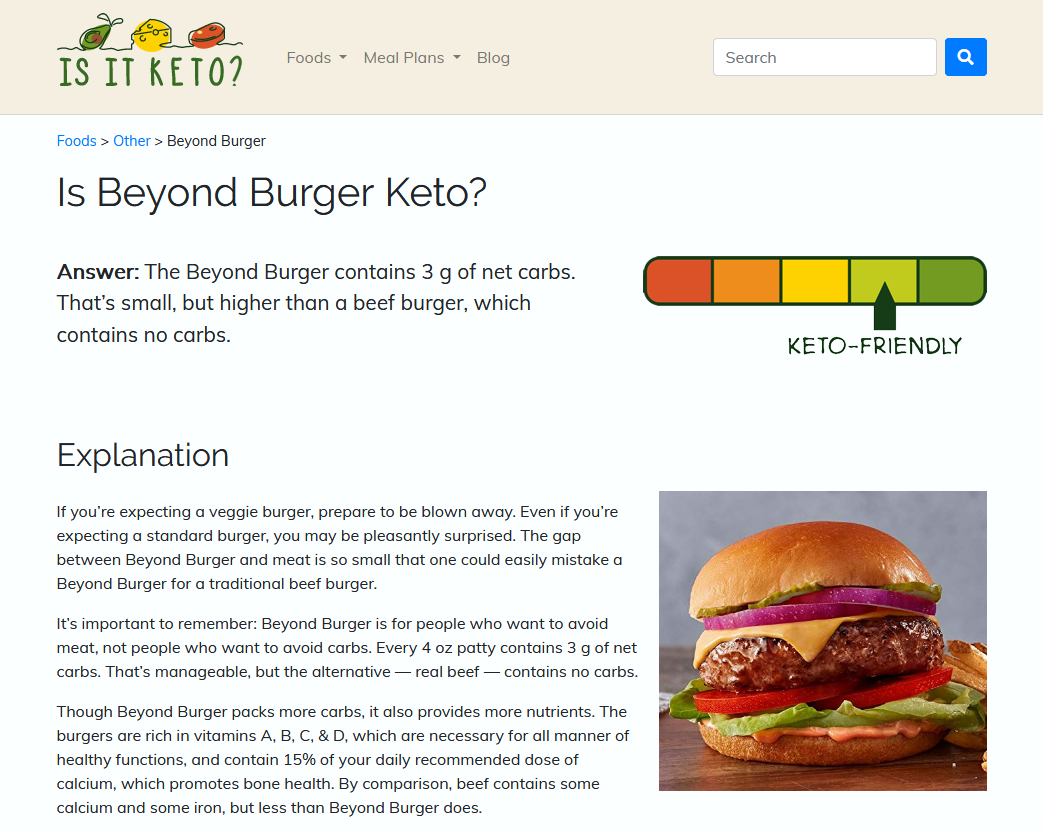 IS IT KETO?
Foods Meal Plans Blog Search
Foods > Other > Beyond Burger
Is Beyond Burger Keto?
Answer: The Beyond Burger contains 3 g of net carbs.
That’s small, but higher than a beef burger, which
contains no carbs.
KETO-FRIENDLY
Explanation
If you’re expecting a veggie burger, prepare to be blown away. Even if you’re
expecting a standard burger, you may be pleasantly surprised. The gap
between Beyond Burger and meat is so small that one could easily mistake a
Beyond Burger for a traditional beef burger.
It’s important to remember: Beyond Burger is for people who want to avoid
meat, not people who want to avoid carbs. Every 4 oz patty contains 3 g of net
carbs. That’s manageable, but the alternative — real beef — contains no carbs.
Though Beyond Burger packs more carbs, it also provides more nutrients. The
burgers are rich in vitamins A, B, C, & D, which are necessary for all manner of
healthy functions, and contain 15% of your daily recommended dose of
calcium, which promotes bone health. By comparison, beef contains some
calcium and some iron, but less than Beyond Burger does.